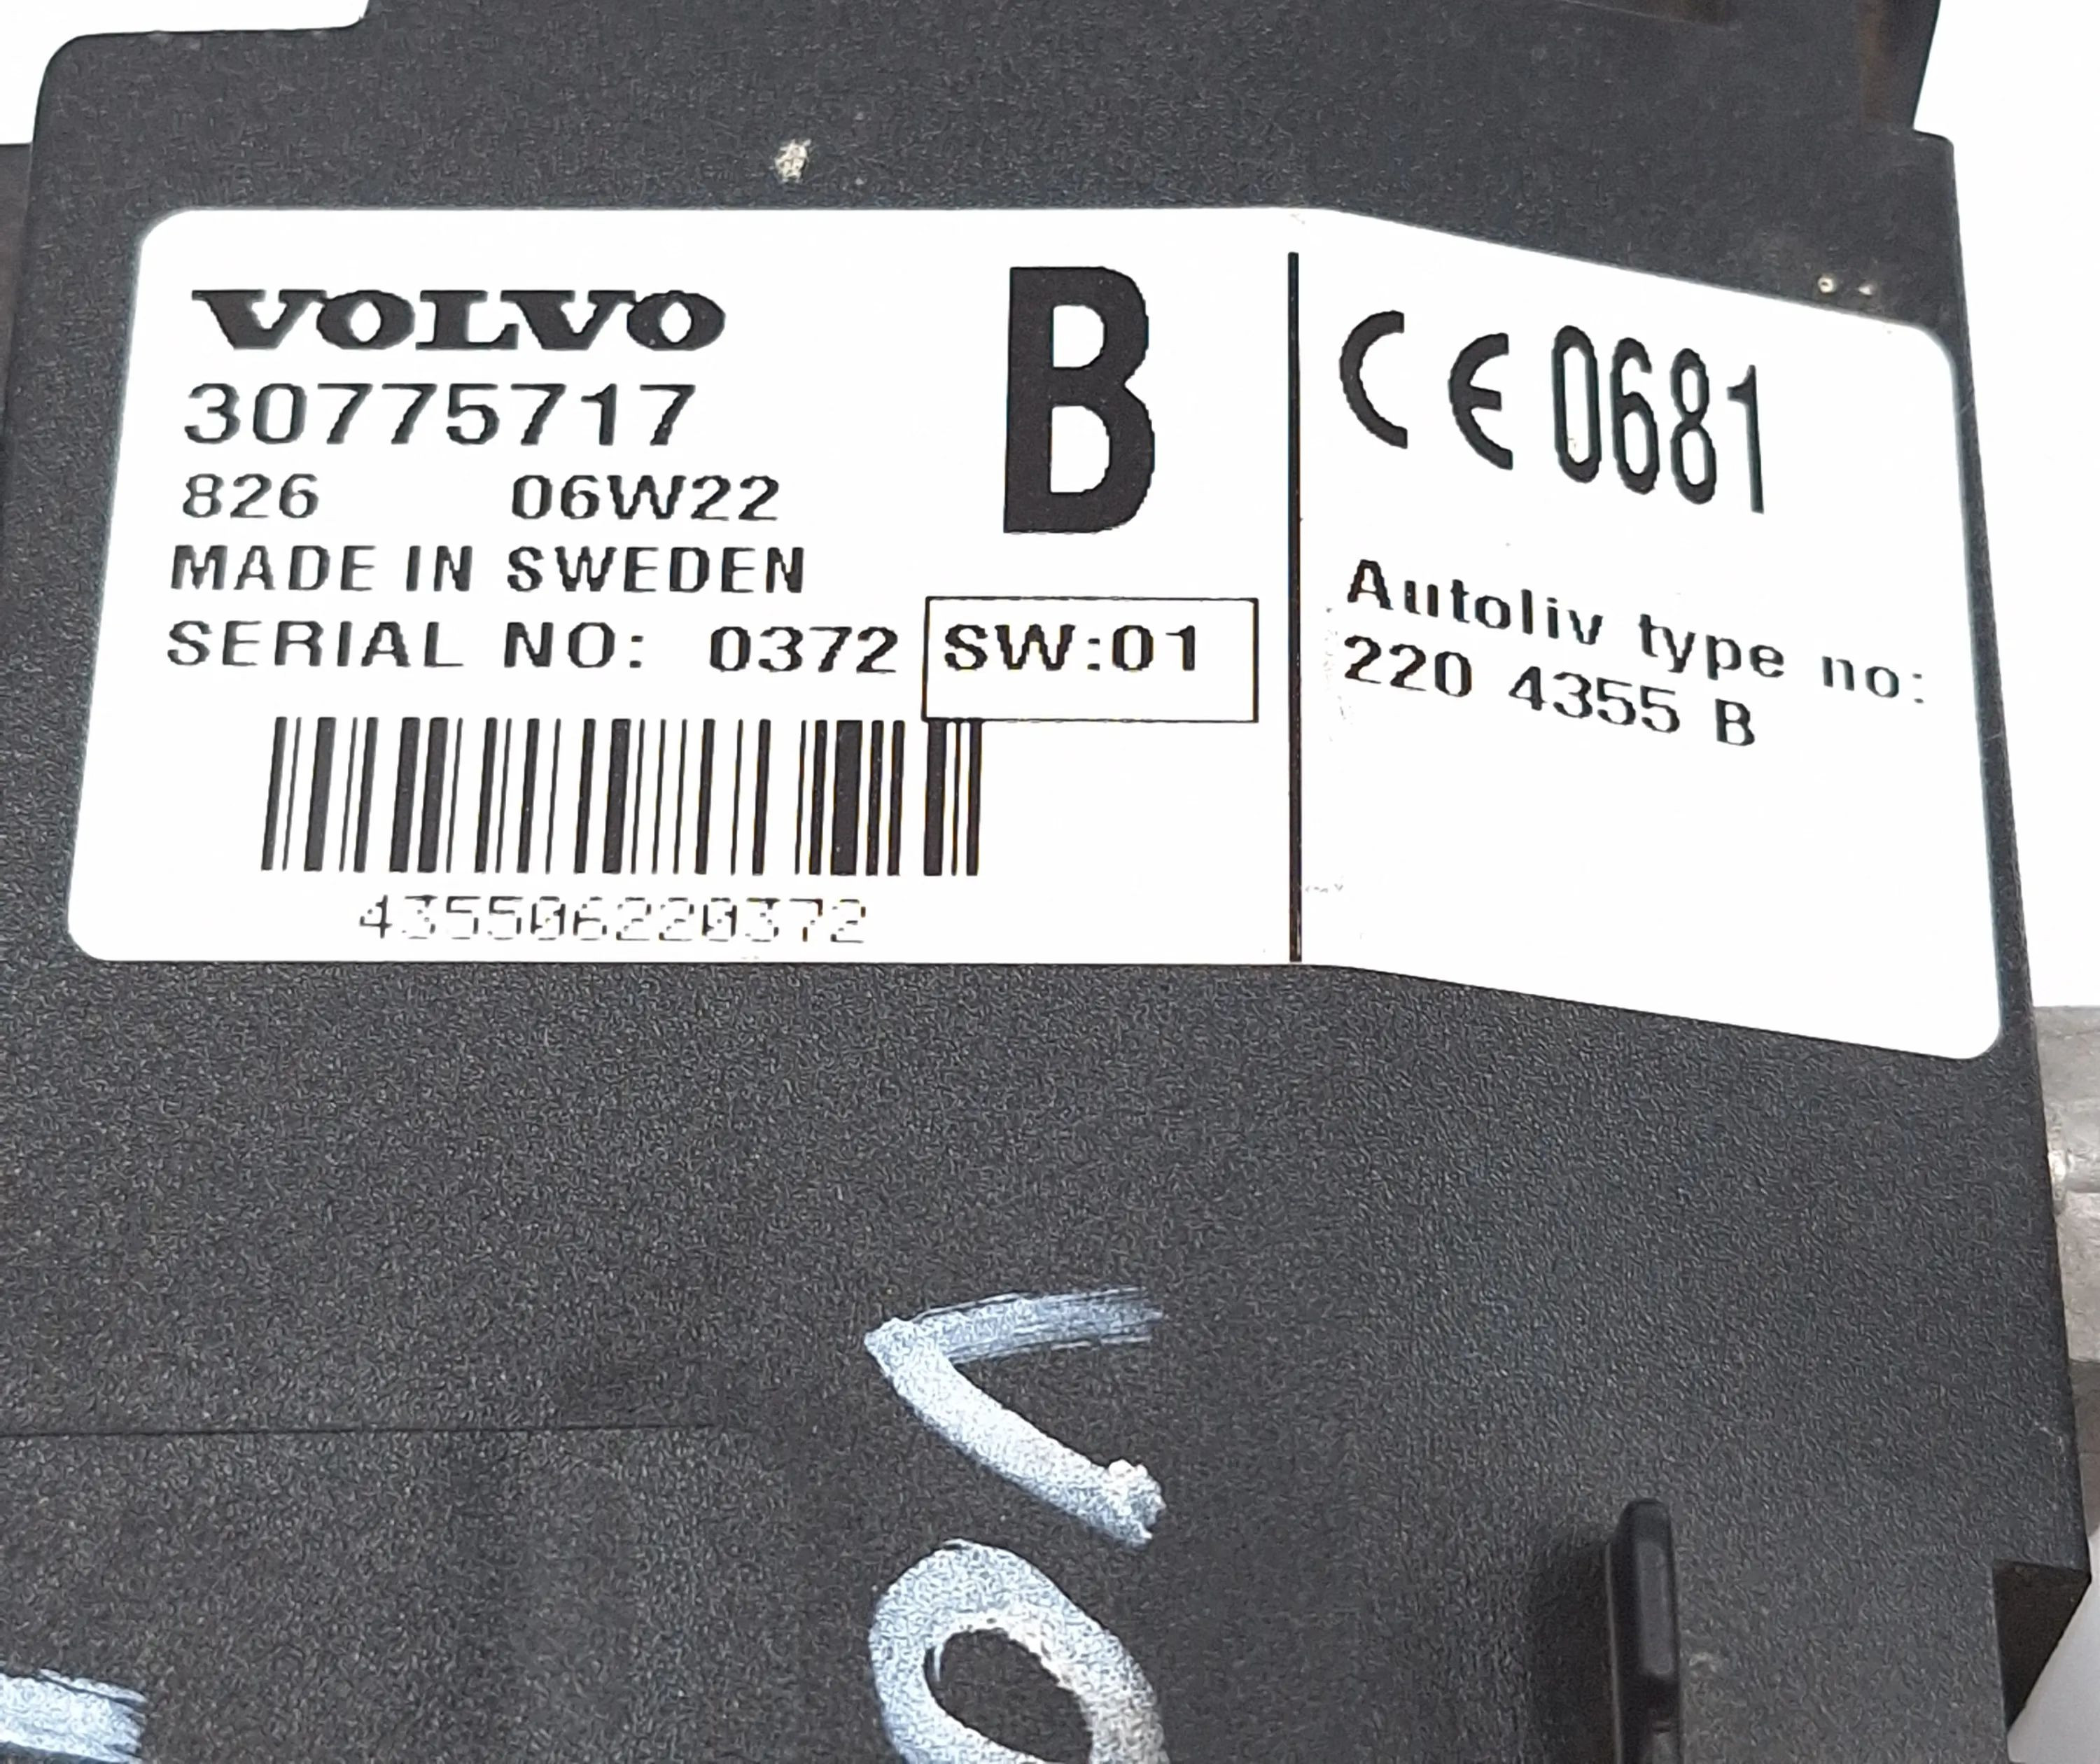 VOLVO
30775717
826 06W22
MADE IN SWEDEN
SERIAL NO: 0372
SW:01
435506220372
B
CE 0681
Autoliv type no:
220 4355 B